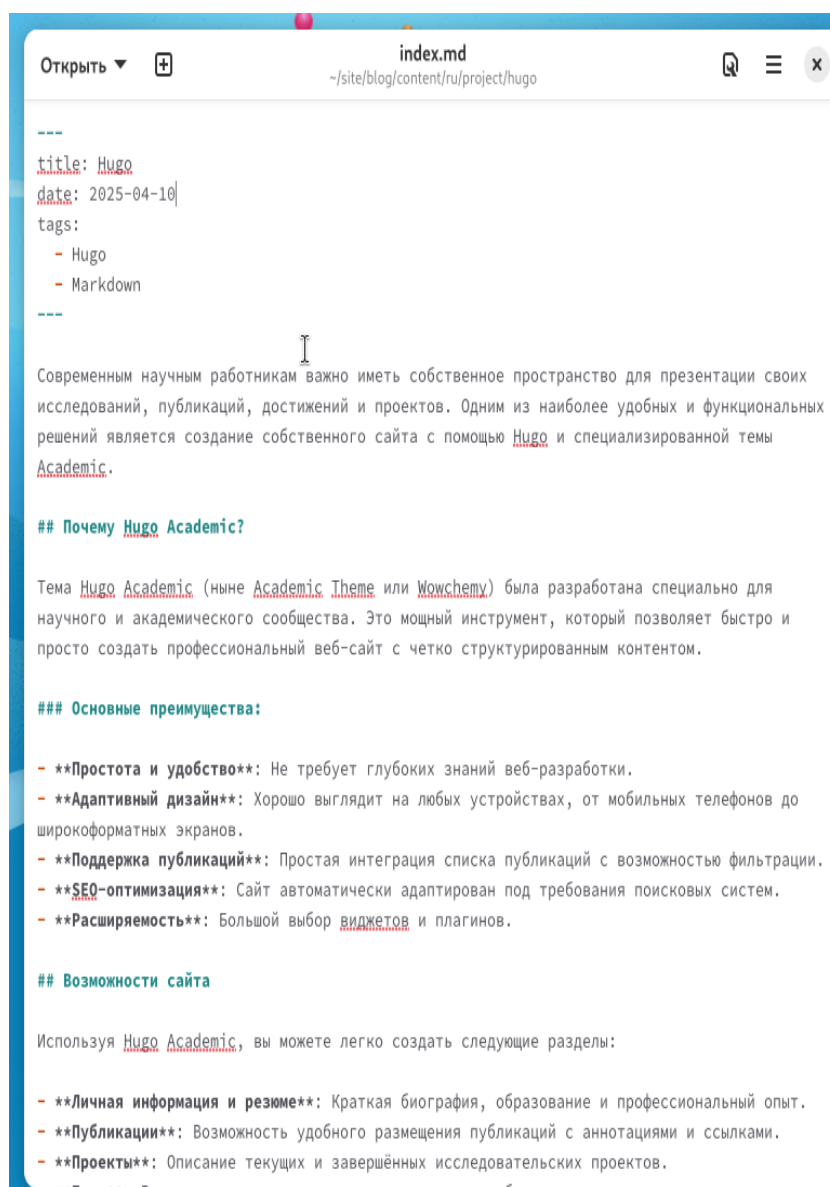 Открыть
index.md
~/site/blog/content/ru/project/hugo
---
title: Hugo
date: 2025-04-10
tags:
  - Hugo
  - Markdown
---
Современным научным работникам важно иметь собственное пространство для презентации своих
исследований, публикаций, достижений и проектов. Одним из наиболее удобных и функциональных
решений является создание собственного сайта с помощью Hugo и специализированной темы
Academic.
## Почему Hugo Academic?
Тема Hugo Academic (ныне Academic Theme или Wowchemy) была разработана специально для
научного и академического сообщества. Это мощный инструмент, который позволяет быстро и
просто создать профессиональный веб-сайт с четко структурированным контентом.
### Основные преимущества:
- **Простота и удобство**: Не требует глубоких знаний веб-разработки.
- **Адаптивный дизайн**: Хорошо выглядит на любых устройствах, от мобильных телефонов до
широкоформатных экранов.
- **Поддержка публикаций**: Простая интеграция списка публикаций с возможностью фильтрации.
- **SEO-оптимизация**: Сайт автоматически адаптирован под требования поисковых систем.
- **Расширяемость**: Большой выбор виджетов и плагинов.
## Возможности сайта
Используя Hugo Academic, вы можете легко создать следующие разделы:
- **Личная информация и резюме**: Краткая биография, образование и профессиональный опыт.
- **Публикации**: Возможность удобного размещения публикаций с аннотациями и ссылками.
- **Проекты**: Описание текущих и завершённых исследовательских проектов.